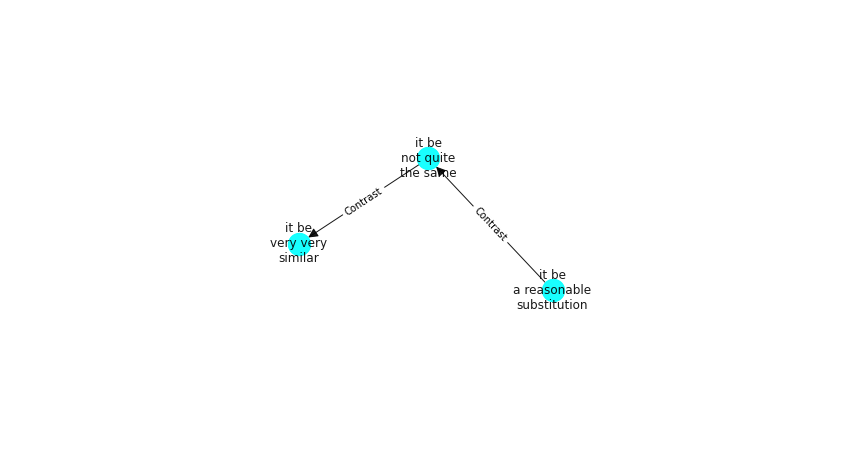 it be
not quite
the same
Contrast
Contrast
it be
very very
similar
it be
a reasonable
substitution